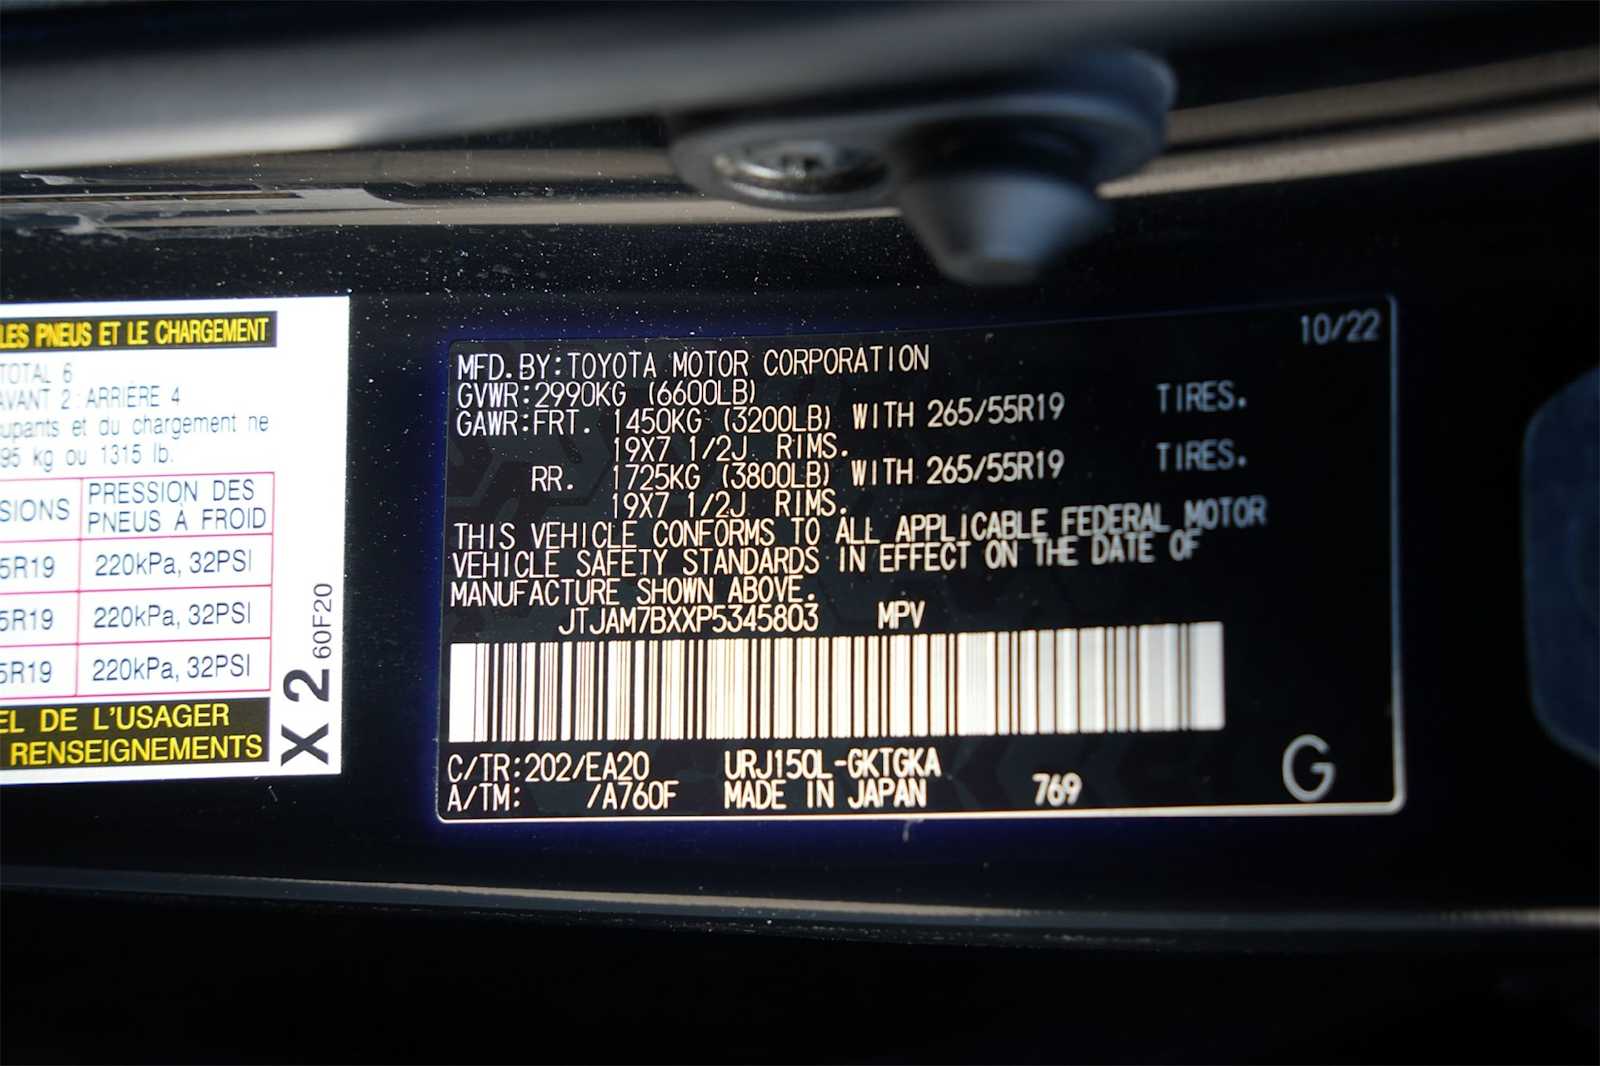 LES PNEUS ET LE CHARGEMENT
TOTAL 6
AVANT 2 : ARRIÈRE 4
upants et du chargement ne
95 kg ou 1315 lb.
SIONS
PRESSION DES
PNEUS À FROID
5R19 220kPa, 32PSI
5R19 220kPa, 32PSI
5R19 220kPa, 32PSI
EL DE L'USAGER
RENSEIGNEMENTS
X 2 60F20
10/22
MFD.BY:TOYOTA MOTOR CORPORATION
GVWR:2990KG (6600LB)
GAWR:FRT. 1450KG (3200LB) WITH 265/55R19 TIRES.
19X7 1/2J RIMS.
RR. 1725KG (3800LB) WITH 265/55R19 TIRES.
19X7 1/2J RIMS.
THIS VEHICLE CONFORMS TO ALL APPLICABLE FEDERAL MOTOR
VEHICLE SAFETY STANDARDS IN EFFECT ON THE DATE OF
MANUFACTURE SHOWN ABOVE.
JTJAM7BXXP5345803 MPV
C/TR:202/EA20 URJ150L-GKTGKA
A/TM: /A760F MADE IN JAPAN 769
G